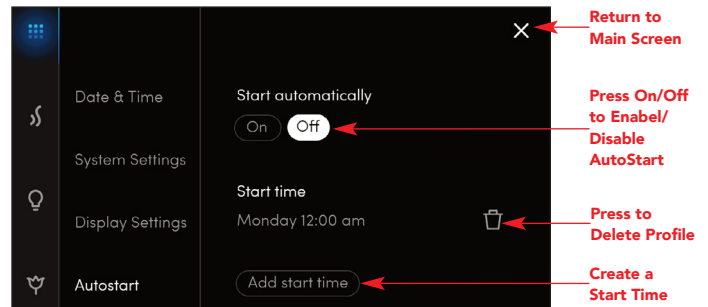 Return to
Main Screen
Date & Time
Start automatically
On Off
Press On/Off
to Enabel/
Disable
AutoStart
System Settings
Start time
Monday 12:00 am
Display Settings
Press to
Delete Profile
Autostart
Add start time
Create a
Start Time